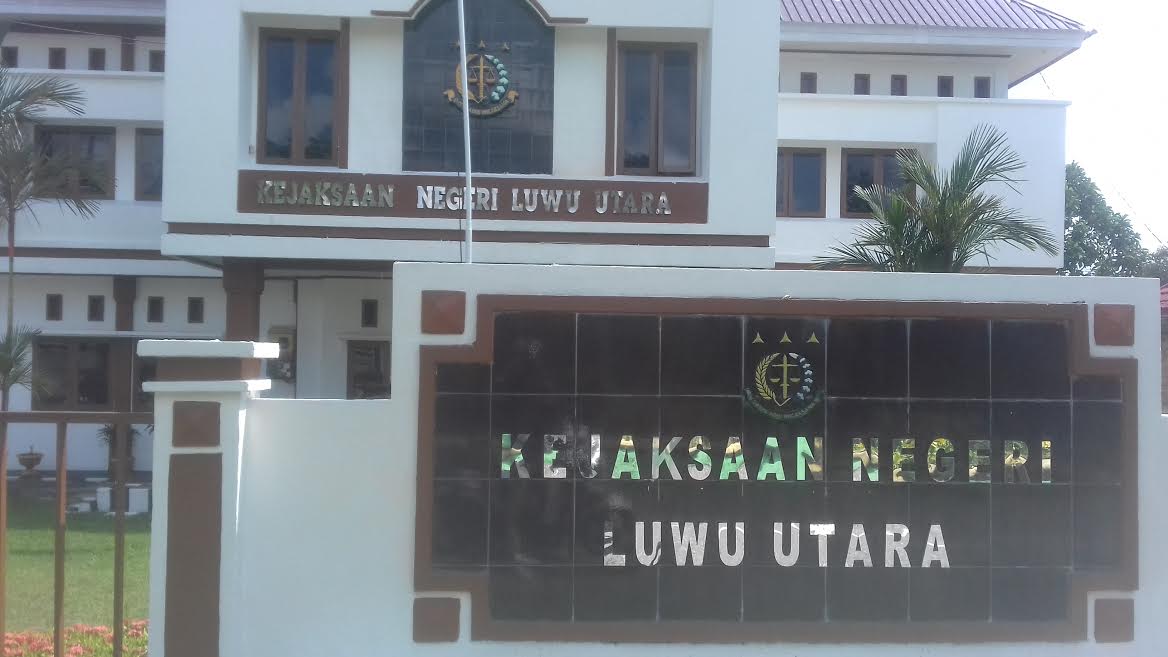 KEJAKSAAN NEGERI LUWU UTARA
KEJAKSAAN NEGERI
LUWU UTARA